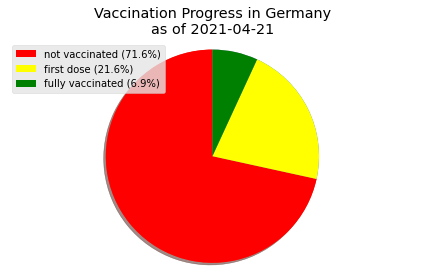 Vaccination Progress in Germany
as of 2021-04-21
not vaccinated (71.6%)
first dose (21.6%)
fully vaccinated (6.9%)